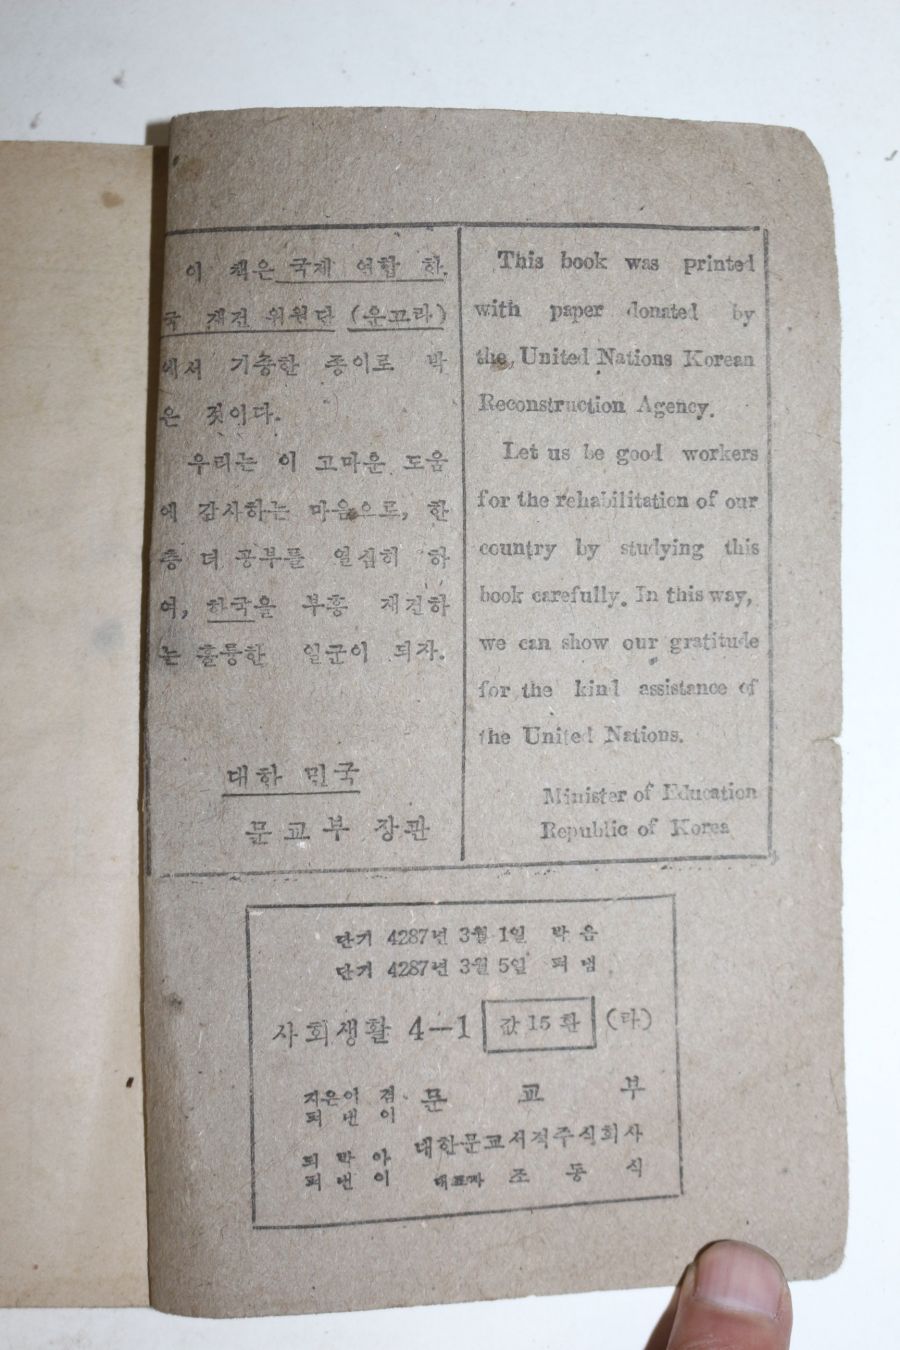 이 책은 국제 연합 한
국 재건 위원단 (운끄라)
에서 기증한 종이로 박
은 것이다.
우리는 이 고마운 도움
에 감사하는 마음으로, 한
층 더 공부를 열심히 하
여, 한국을 부흥 재건하
는 훌륭한 일군이 되자.
대한 민국
문교부 장관
This book was printed
with paper donated by
the United Nations Korean
Reconstruction Agency.
Let us be good workers
for the rehabilitation of our
country by studying this
book carefully. In this way,
we can show our gratitude
for the kind assistance of
the United Nations.
Minister of Education
Republic of Korea
단기 4287년 3월 1일 박음
단기 4287년 3월 5일 펴냄
사회생활 4—1 값 15 환 (타)
지은이 겸 문교부
펴낸이
되박아 대한문교서적주식회사
펴낸이 대표자 조동식